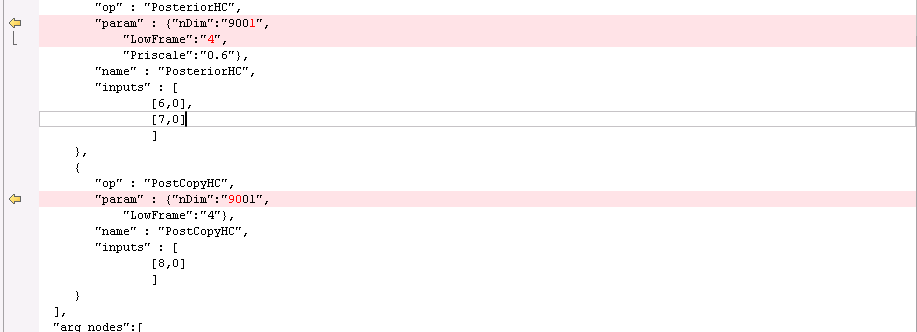 "op" : "PosteriorHC",
"param" : {"nDim":"9001",
"LowFrame":"4",
"Priscale":"0.6"},
"name" : "PosteriorHC",
"inputs" : [
[6,0],
[7,0]
]
},
{
"op" : "PostCopyHC",
"param" : {"nDim":"9001",
"LowFrame":"4"},
"name" : "PostCopyHC",
"inputs" : [
[8,0]
]
}
],
"arg_nodes":[